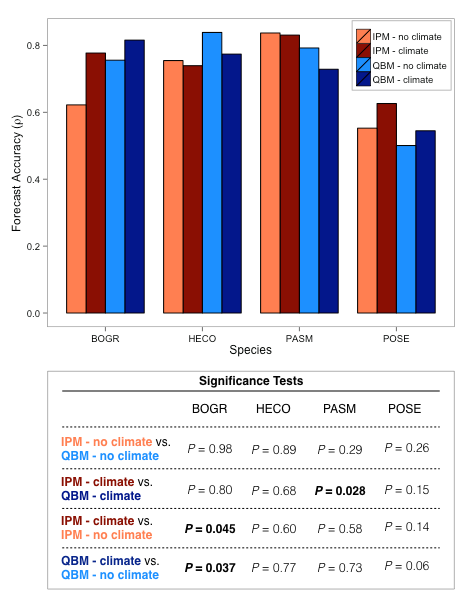 IPM - no climate
IPM - climate
QBM - no climate
QBM - climate
Forecast Accuracy (ρ)
0.8
0.6
0.4
0.2
0.0
BOGR HECO PASM POSE
Species
Significance Tests
BOGR HECO PASM POSE
IPM - no climate vs.
QBM - no climate
P = 0.98 P = 0.89 P = 0.29 P = 0.26
IPM - climate vs.
QBM - climate
P = 0.80 P = 0.68 P = 0.028 P = 0.15
IPM - climate vs.
IPM - no climate
P = 0.045 P = 0.60 P = 0.58 P = 0.14
QBM - climate vs.
QBM - no climate
P = 0.037 P = 0.77 P = 0.73 P = 0.06